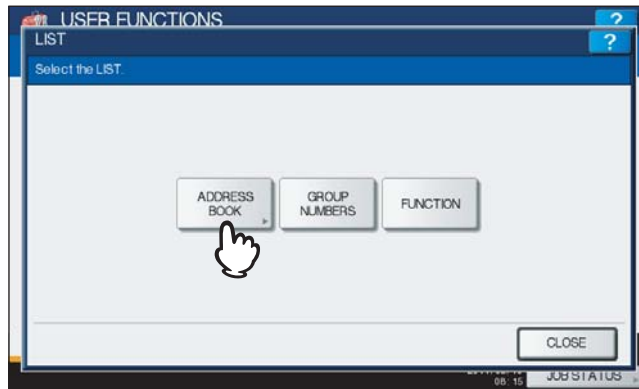 USER FUNCTIONS
?
LIST
?
Select the LIST.
ADDRESS
BOOK
GROUP
NUMBERS
FUNCTION
CLOSE
08:15
JOB STATUS